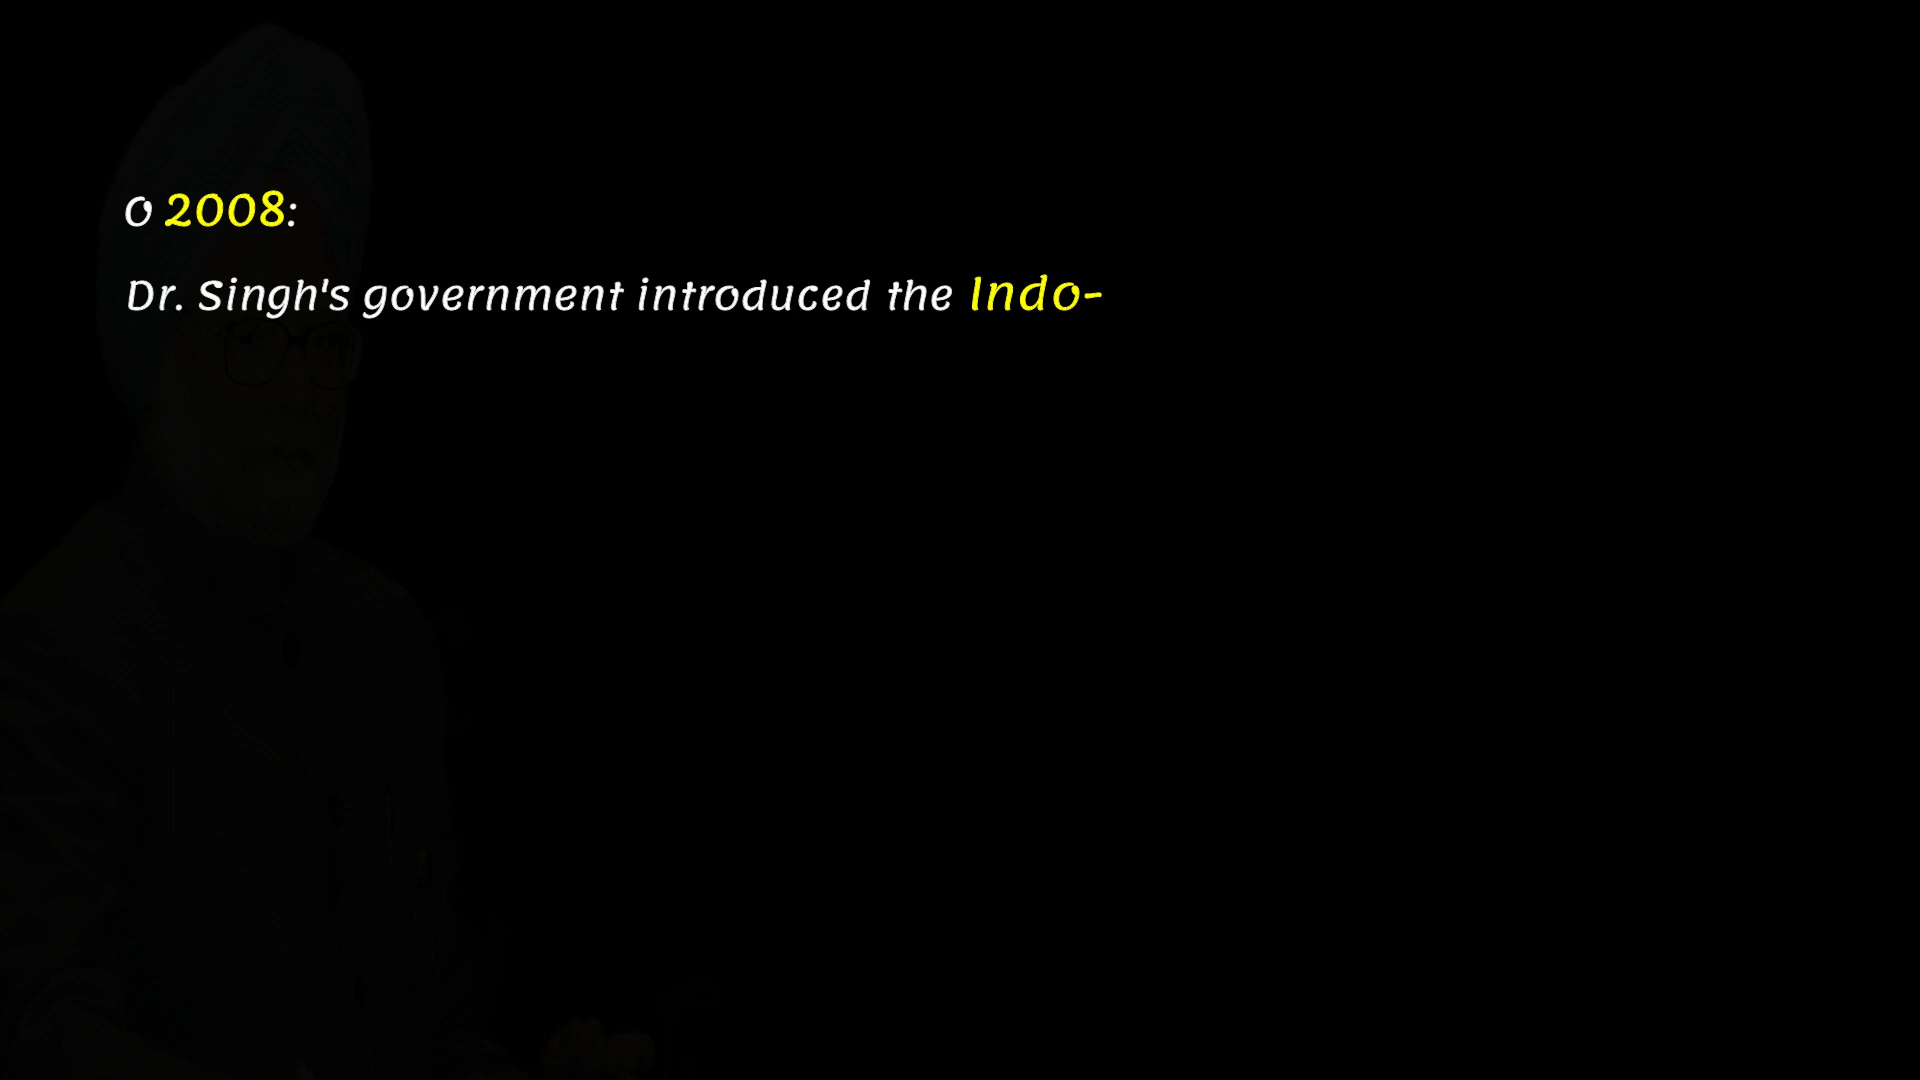 O 2008:
Dr. Singh's government introduced the Indo-